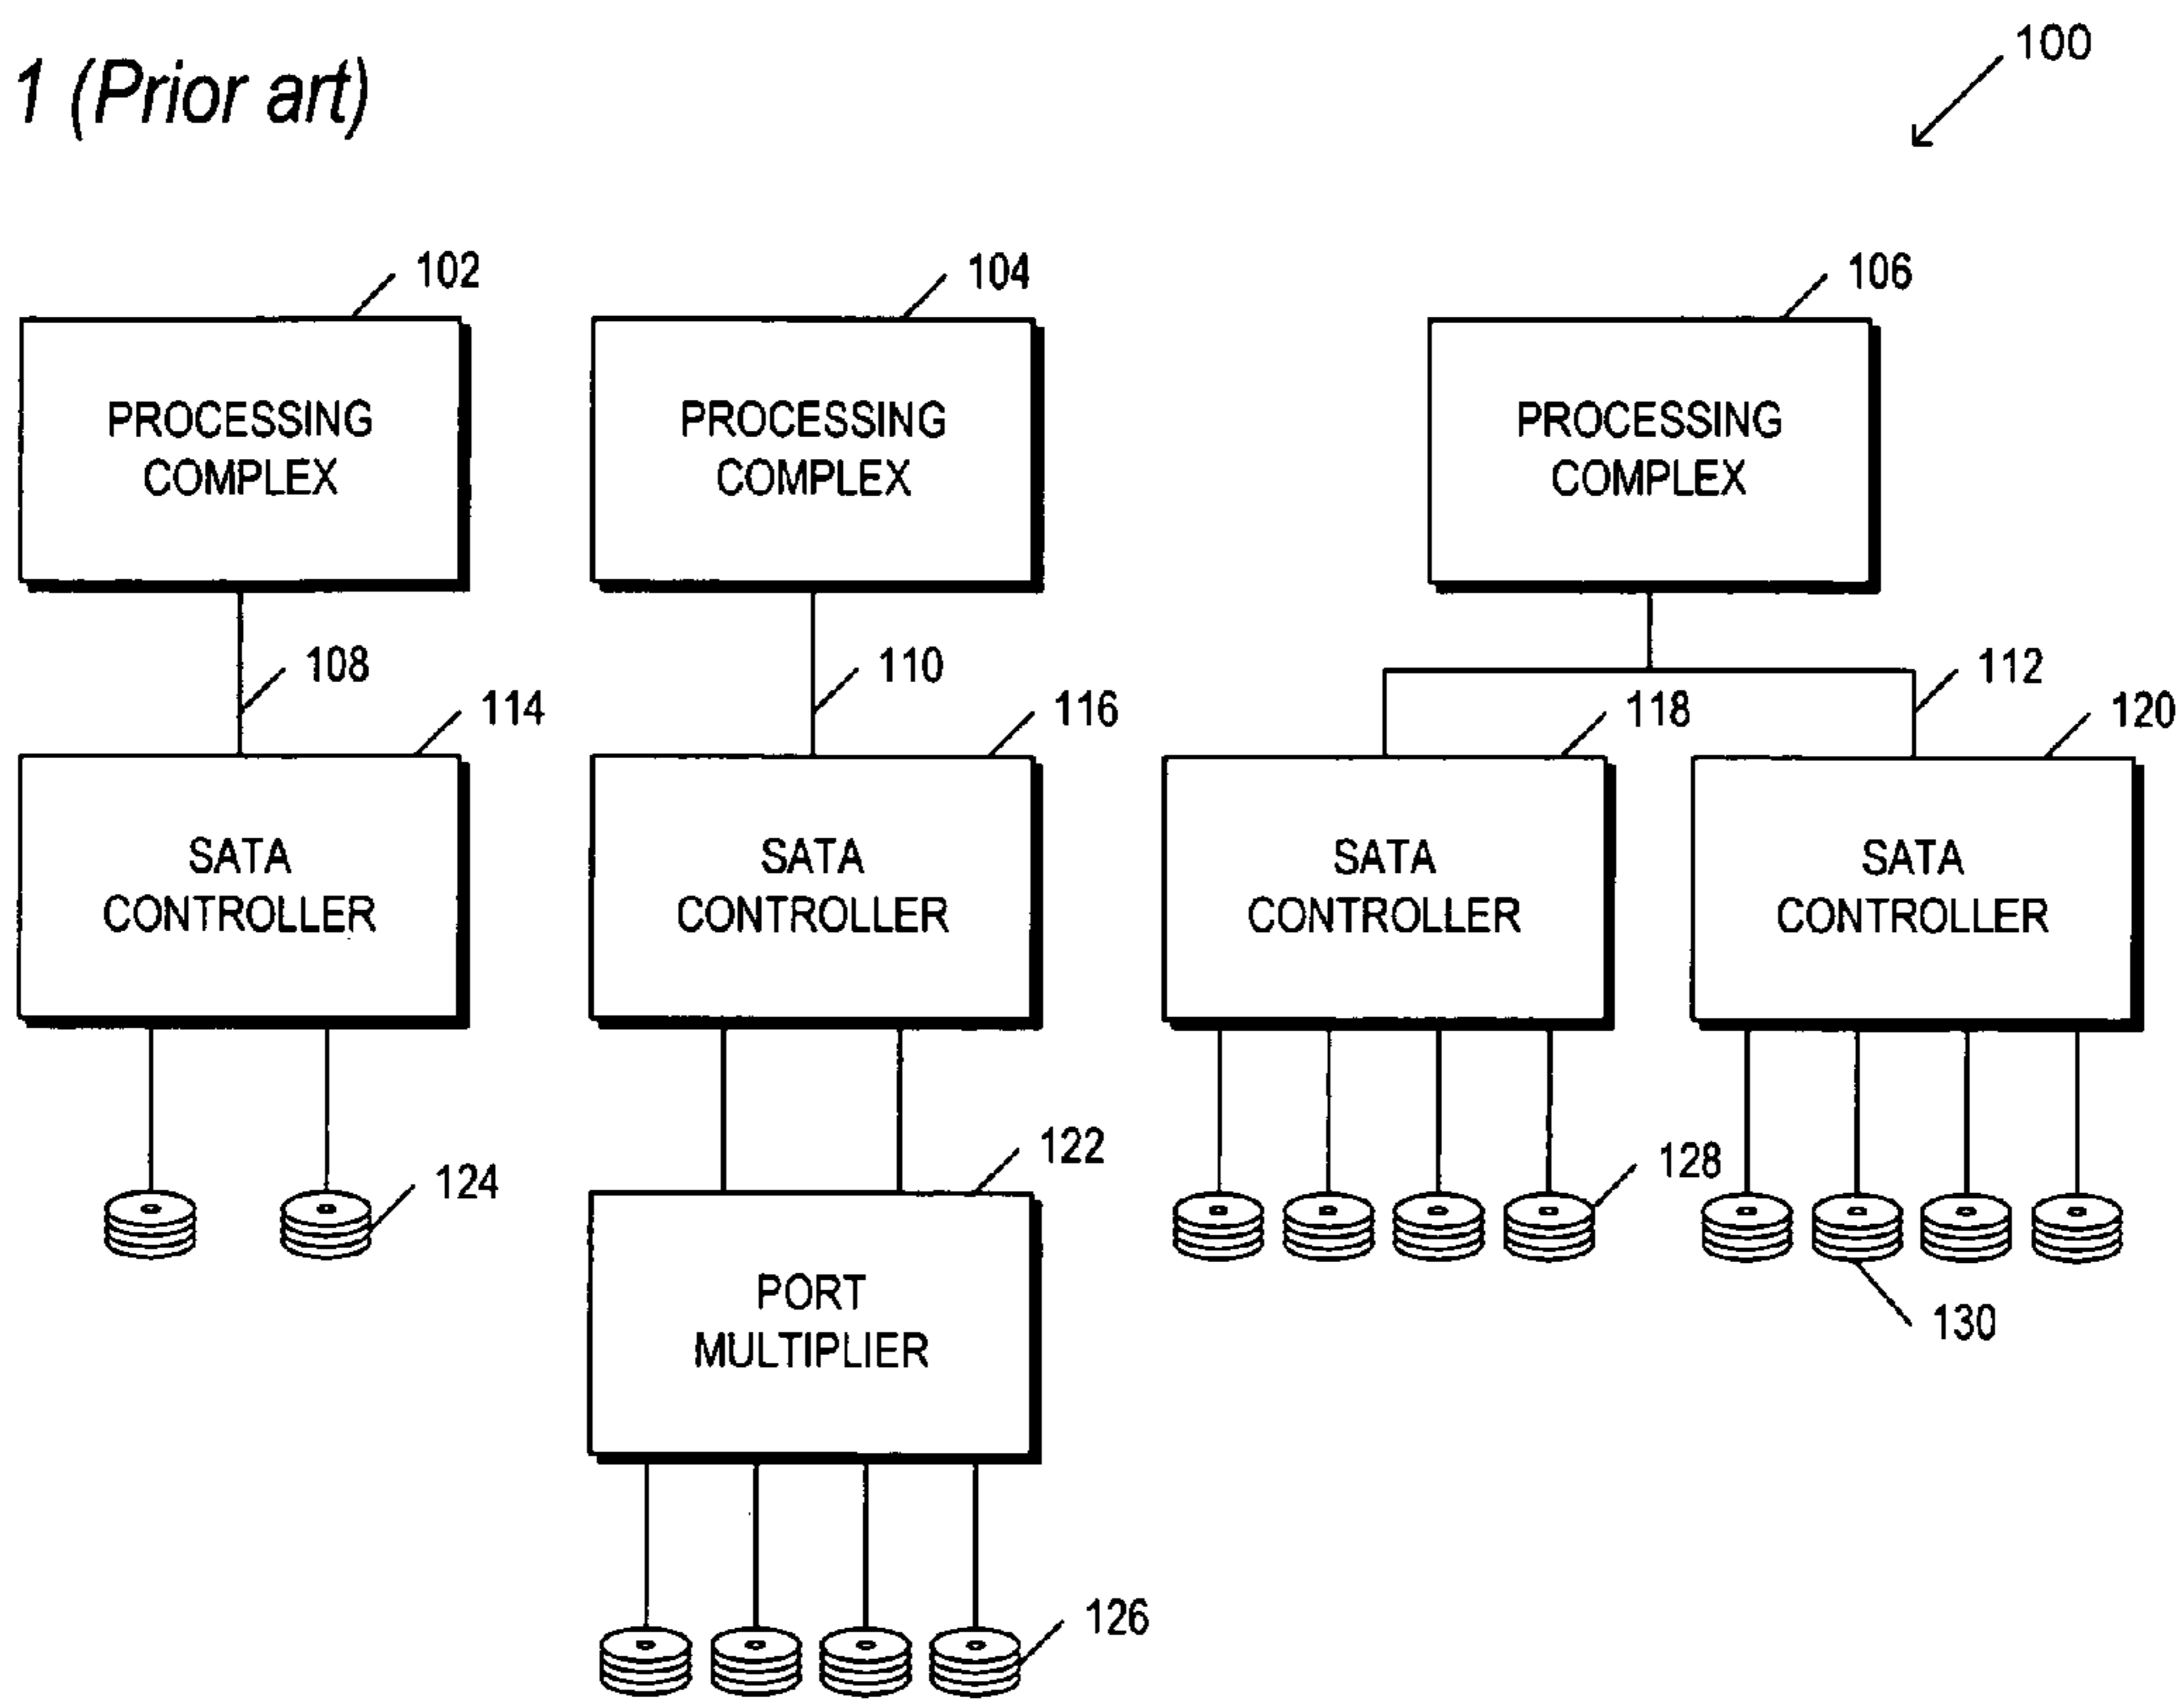 1 (Prior art)
100
102
104
106
PROCESSING
COMPLEX
PROCESSING
COMPLEX
PROCESSING
COMPLEX
108
110
112
114
116
118
120
SATA
CONTROLLER
SATA
CONTROLLER
SATA
CONTROLLER
SATA
CONTROLLER
122
124
128
130
PORT
MULTIPLIER
126